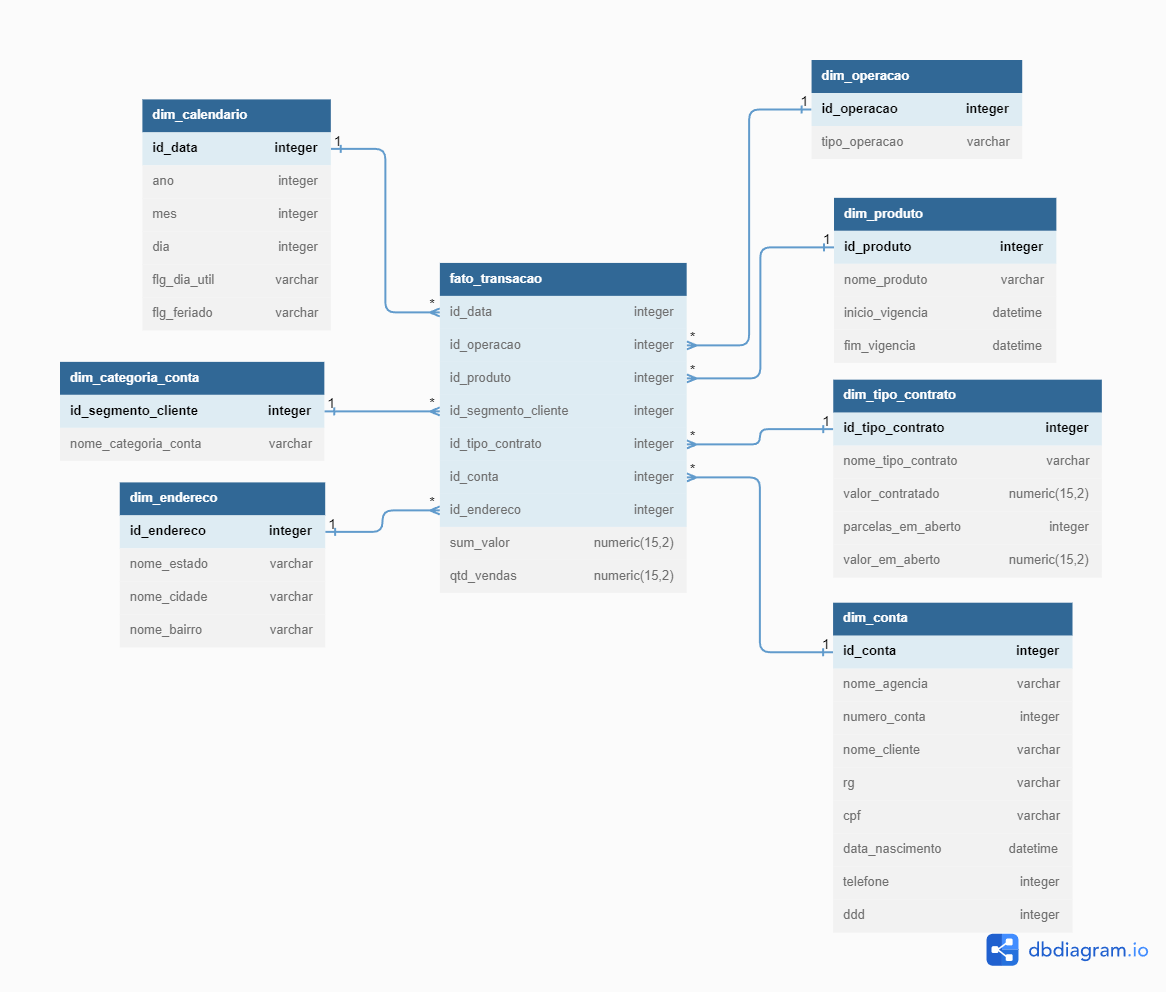 dim_calendario
id_data integer
ano integer
mes integer
dia integer
flg_dia_util varchar
flg_feriado varchar
1
dim_categoria_conta
id_segmento_cliente integer
nome_categoria_conta varchar
1
dim_endereco
id_endereco integer
nome_estado varchar
nome_cidade varchar
nome_bairro varchar
1
fato_transacao
* id_data integer
id_operacao integer *
id_produto integer *
* id_segmento_cliente integer
id_tipo_contrato integer *
id_conta integer *
* id_endereco integer
sum_valor numeric(15,2)
qtd_vendas numeric(15,2)
dim_operacao
1 id_operacao integer
tipo_operacao varchar
dim_produto
1 id_produto integer
nome_produto varchar
inicio_vigencia datetime
fim_vigencia datetime
dim_tipo_contrato
1 id_tipo_contrato integer
nome_tipo_contrato varchar
valor_contratado numeric(15,2)
parcelas_em_aberto integer
valor_em_aberto numeric(15,2)
dim_conta
1 id_conta integer
nome_agencia varchar
numero_conta integer
nome_cliente varchar
rg varchar
cpf varchar
data_nascimento datetime
telefone integer
ddd integer
dbdiagram.io